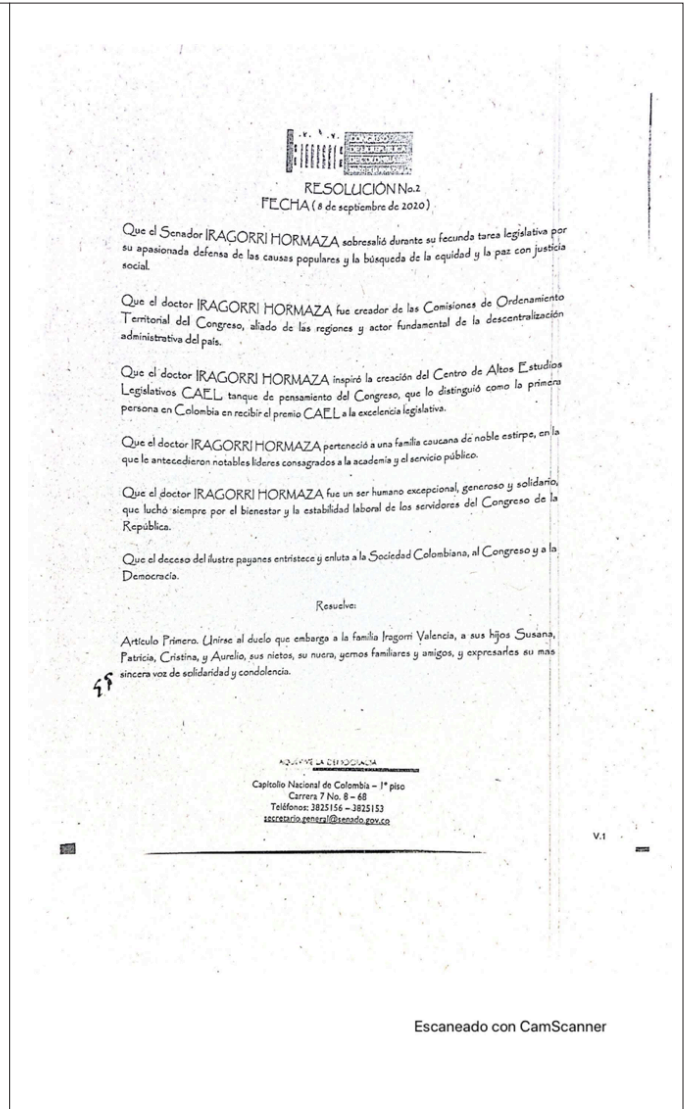 CONGRESO
DE LA REPÚBLICA
DE COLOMBIA
RESOLUCIÓN No.2
FECHA (8 de septiembre de 2020)
Que el Senador IRAGORRI HORMAZA sobresalió durante su fecunda tarea legislativa por
su apasionada defensa de las causas populares y la búsqueda de la equidad y la paz con justicia
social.
Que el doctor IRAGORRI HORMAZA fue creador de las Comisiones de Ordenamiento
Territorial del Congreso, aliado de las regiones y actor fundamental de la descentralización
administrativa del país.
Que el doctor IRAGORRI HORMAZA inspiró la creación del Centro de Altos Estudios
Legislativos CAEL tanque de pensamiento del Congreso, que lo distinguió como la primera
persona en Colombia en recibir el premio CAEL a la excelencia legislativa.
Que el doctor IRAGORRI HORMAZA perteneció a una familia caucana de noble estirpe, en la
que le antecedieron notables líderes consagrados a la academia y el servicio público.
Que el doctor IRAGORRI HORMAZA fue un ser humano excepcional, generoso y solidario,
que luchó siempre por el bienestar y la estabilidad laboral de los servidores del Congreso de la
República.
Que el deceso del ilustre payanes entristece y enluta a la Sociedad Colombiana, al Congreso y a la
Democracia.
Resuelve:
Artículo Primero. Unirse al duelo que embarga a la familia Iragorri Valencia, a sus hijos Susana,
Patricia, Cristina, y Aurelio, sus nietos, su nuera, yernos familiares y amigos, y expresarles su mas
sincera voz de solidaridad y condolencia.
AQUÍ VIVE LA DEMOCRACIA
Capitolio Nacional de Colombia – 1° piso
Carrera 7 No. 8 – 68
Teléfonos: 3825156 – 3825153
secretario.general@senado.gov.co
V.1
Escaneado con CamScanner